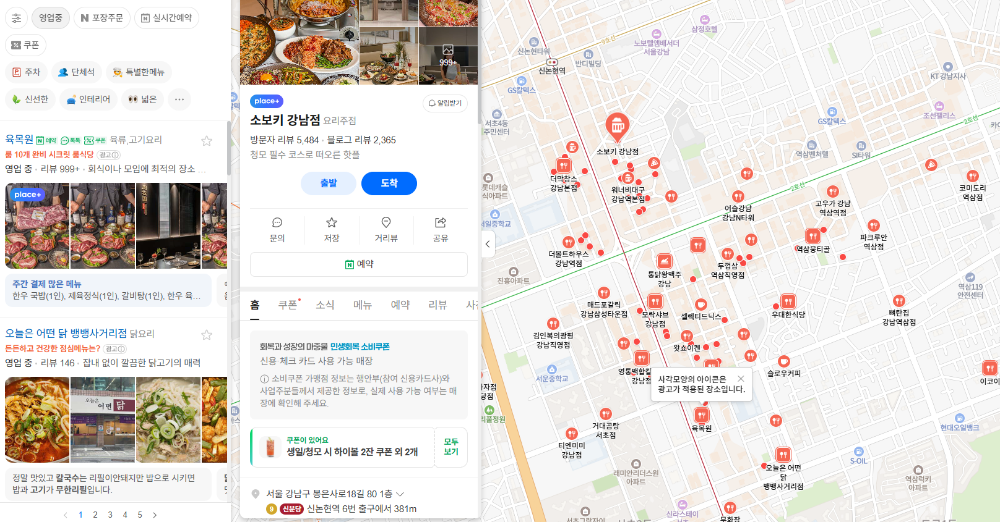 영업중
포장주문
실시간예약
쿠폰
주차
단체석
특별한메뉴
신선한
인테리어
넓은
육목원 예약 톡톡 쿠폰 육류,고기요리
룸 10개 완비 시크릿 룸식당 광고
영업 중 · 리뷰 999+ · 회식이나 모임에 최적의 장소 ...
place+
주간 결제 많은 메뉴
한우 국밥(1인), 제육정식(1인), 갈비탕(1인), 한우 육...
오늘은 어떤 닭 뱅뱅사거리점 닭요리
든든하고 건강한 점심메뉴는? 광고
영업 중 · 리뷰 146 · 잡내 없이 깔끔한 닭고기의 매력
오늘은
어떤 닭
정말 맛있고 칼국수는 리필이안돼지만 밥으로 시키면
밥과 고기가 무한리필입니다.
1 2 3 4 5
999+
place+
알림받기
소보키 강남점 요리주점
방문자 리뷰 5,484 · 블로그 리뷰 2,365
청모 필수 코스로 떠오른 핫플
출발
도착
문의
저장
거리뷰
공유
N 예약
홈 쿠폰 소식 메뉴 예약 리뷰
회복과 성장의 마중물 민생회복 소비쿠폰
신용·체크 카드 사용 가능 매장
소비쿠폰 가맹점 정보는 행안부(참여 신용카드사)와
사업주분들께서 제공한 정보로, 실제 사용 가능 여부는 매
장에 확인해 주세요.
쿠폰이 있어요
생일/청모 시 하이볼 2잔 쿠폰 외 2개
모두
보기
서울 강남구 봉은사로18길 80 1층
9 신분당 신논현역 6번 출구에서 381m
삼정호텔
9호선
노보텔앰배서더
서울강남
신논현타워
반디빌딩
신논현역
KT강남지사
GS칼텍스
조선팰리스
GS칼텍스
2호선
서초4동
주민센터
소보키 강남점
역삼벤처텔
SI타워
더막창스
강남본점
롯데캐슬
워너비대구
강남역본점
2호선
코미도리
역삼점
고우가 강남
역삼역점
어슬강남
강남N타워
서일중학교
파크루안
역삼점
역삼뭉티골
더몰트하우스
강남역점
두껍삼
역삼직영점
통닭왕맥주
강남
진흥아파트
역삼119
안전센터
매드포갈릭
강남삼성타운점
모락샤브
강남점
셀렉티드닉스
우대한식당
뼈탄집
강남역삼점
김인복의광평
강남직영점
왓쇼이켄
영통백합칼
강남점
서운중학교
슬로우커피
사각모양의 아이콘은
광고가 적용된 장소입니다.
육목원
거대곰탕
서초점
티엔미미
강남점
현대오일뱅크
S-OIL
래미안리더스원
아파트
오늘은 어떤
닭
뱅뱅사거리점
역삼럭키
아파트
신라스테이
무화장